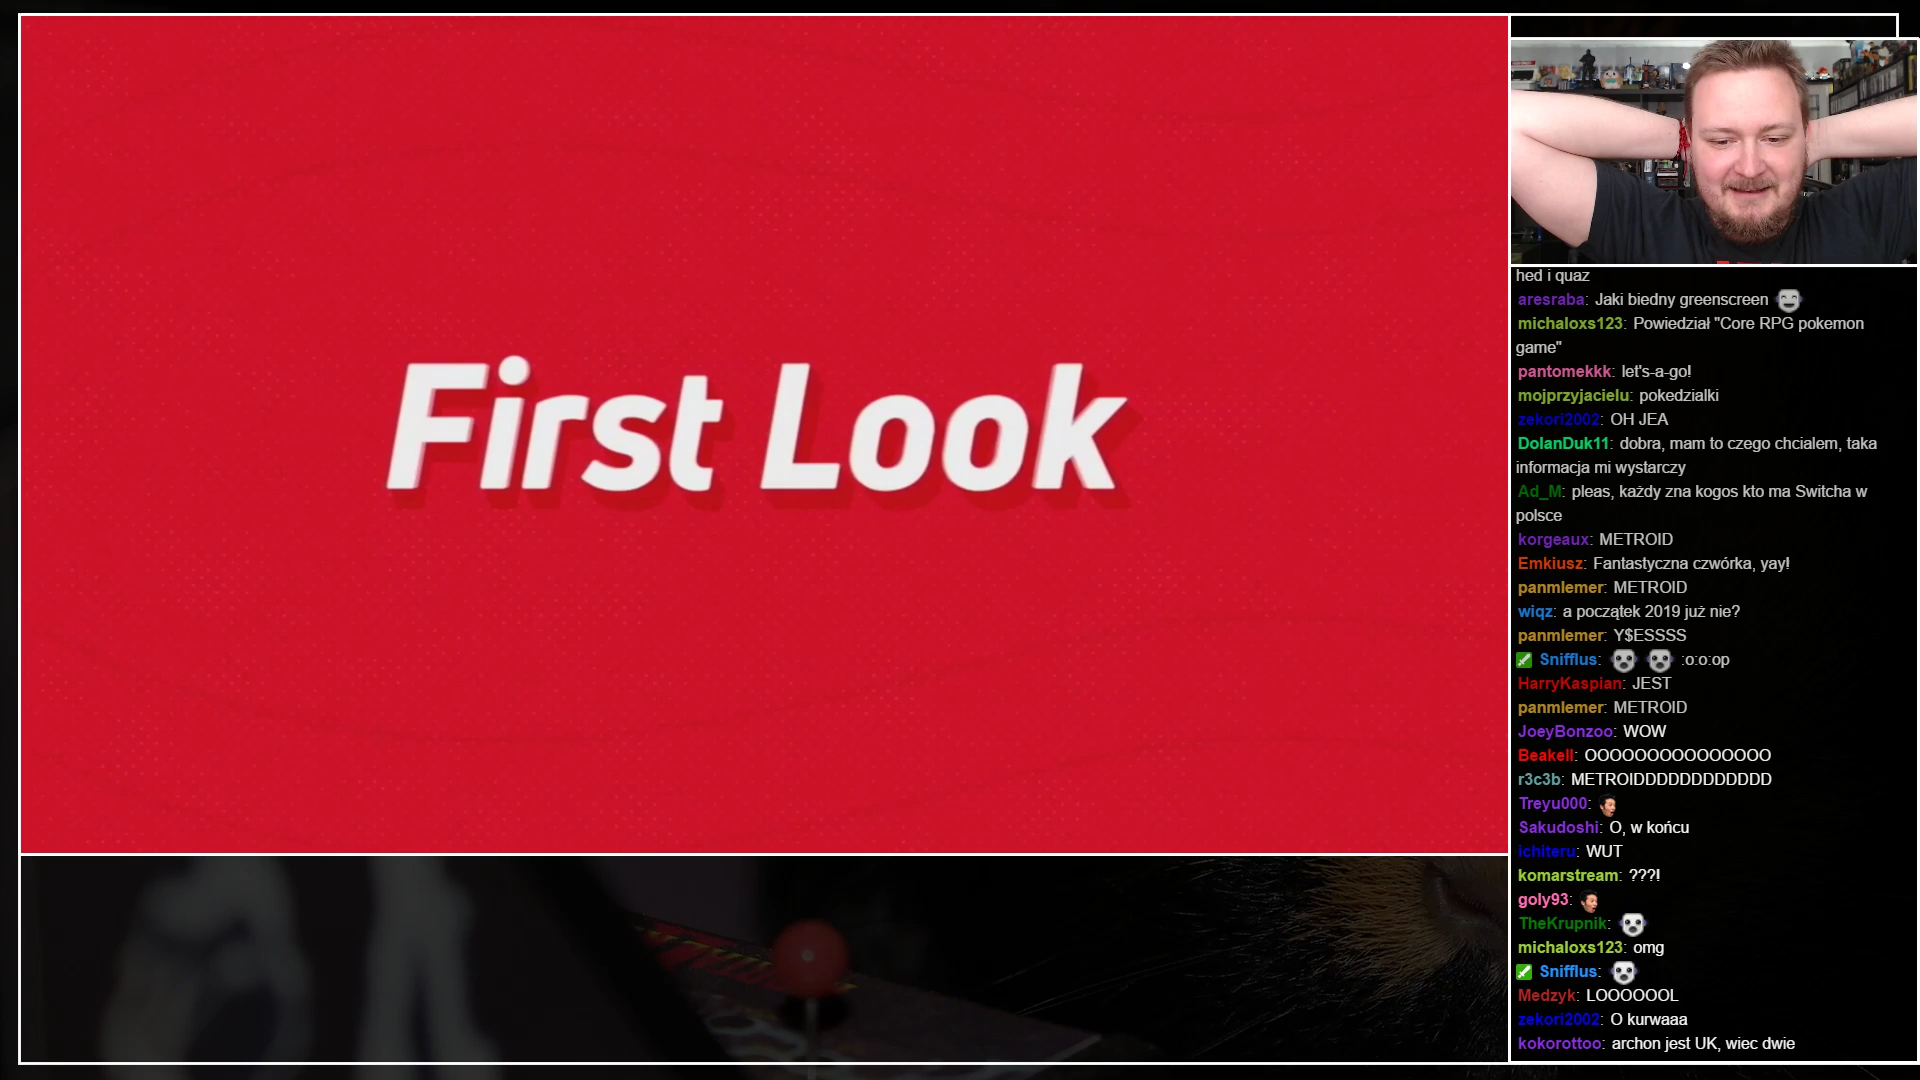 First Look
hed i quaz
aresraba: Jaki biedny greenscreen
michaloxs123: Powiedział "Core RPG pokemon
game"
pantomekkk: let's-a-go!
mojprzyjacielu: pokedzialki
zekori2002: OH JEA
DolanDuk11: dobra, mam to czego chcialem, taka
informacja mi wystarczy
Ad_M: pleas, każdy zna kogos kto ma Switcha w
polsce
korgeaux: METROID
Emkiusz: Fantastyczna czwórka, yay!
panmlemer: METROID
wiqz: a początek 2019 już nie?
panmlemer: Y$ESSSS
Snifflus: :o:o:op
HarryKaspian: JEST
panmlemer: METROID
JoeyBonzoo: WOW
Beakell: OOOOOOOOOOOOOOO
r3c3b: METROIDDDDDDDDDDDD
Treyu000:
Sakudoshi: O, w końcu
ichiteru: WUT
komarstream: ???!
goly93:
TheKrupnik:
michaloxs123: omg
Snifflus:
Medzyk: LOOOOOOL
zekori2002: O kurwaaa
kokorottoo: archon jest UK, wiec dwie